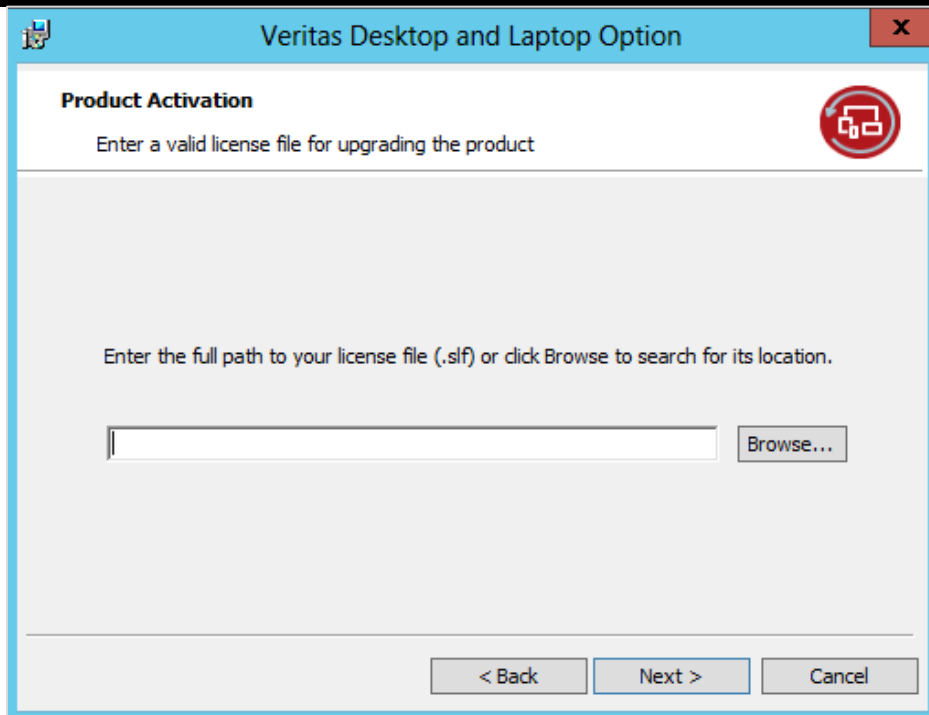 Veritas Desktop and Laptop Option
x
Product Activation
Enter a valid license file for upgrading the product
Enter the full path to your license file (.slf) or click Browse to search for its location.
Browse...
< Back
Next >
Cancel